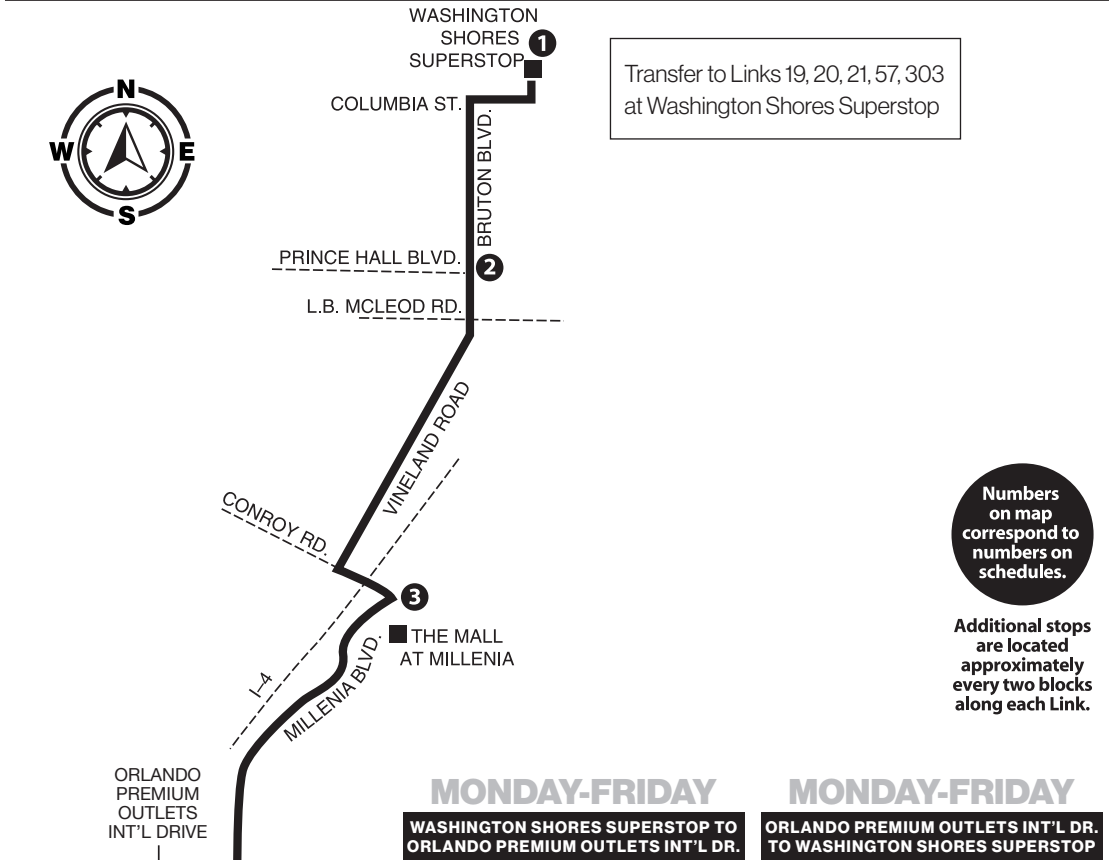 WASHINGTON
SHORES
SUPERSTOP
1
Transfer to Links 19, 20, 21, 57, 303
at Washington Shores Superstop
COLUMBIA ST.
BRUTON BLVD.
N
W
E
S
PRINCE HALL BLVD.
2
L.B. MCLEOD RD.
VINELAND ROAD
CONROY RD.
3
THE MALL
AT MILLENIA
I–4
MILLENIA BLVD.
Numbers
on map
correspond to
numbers on
schedules.
Additional stops
are located
approximately
every two blocks
along each Link.
ORLANDO
PREMIUM
OUTLETS
INT'L DRIVE
MONDAY-FRIDAY
WASHINGTON SHORES SUPERSTOP TO
ORLANDO PREMIUM OUTLETS INT'L DR.
MONDAY-FRIDAY
ORLANDO PREMIUM OUTLETS INT'L DR.
TO WASHINGTON SHORES SUPERSTOP